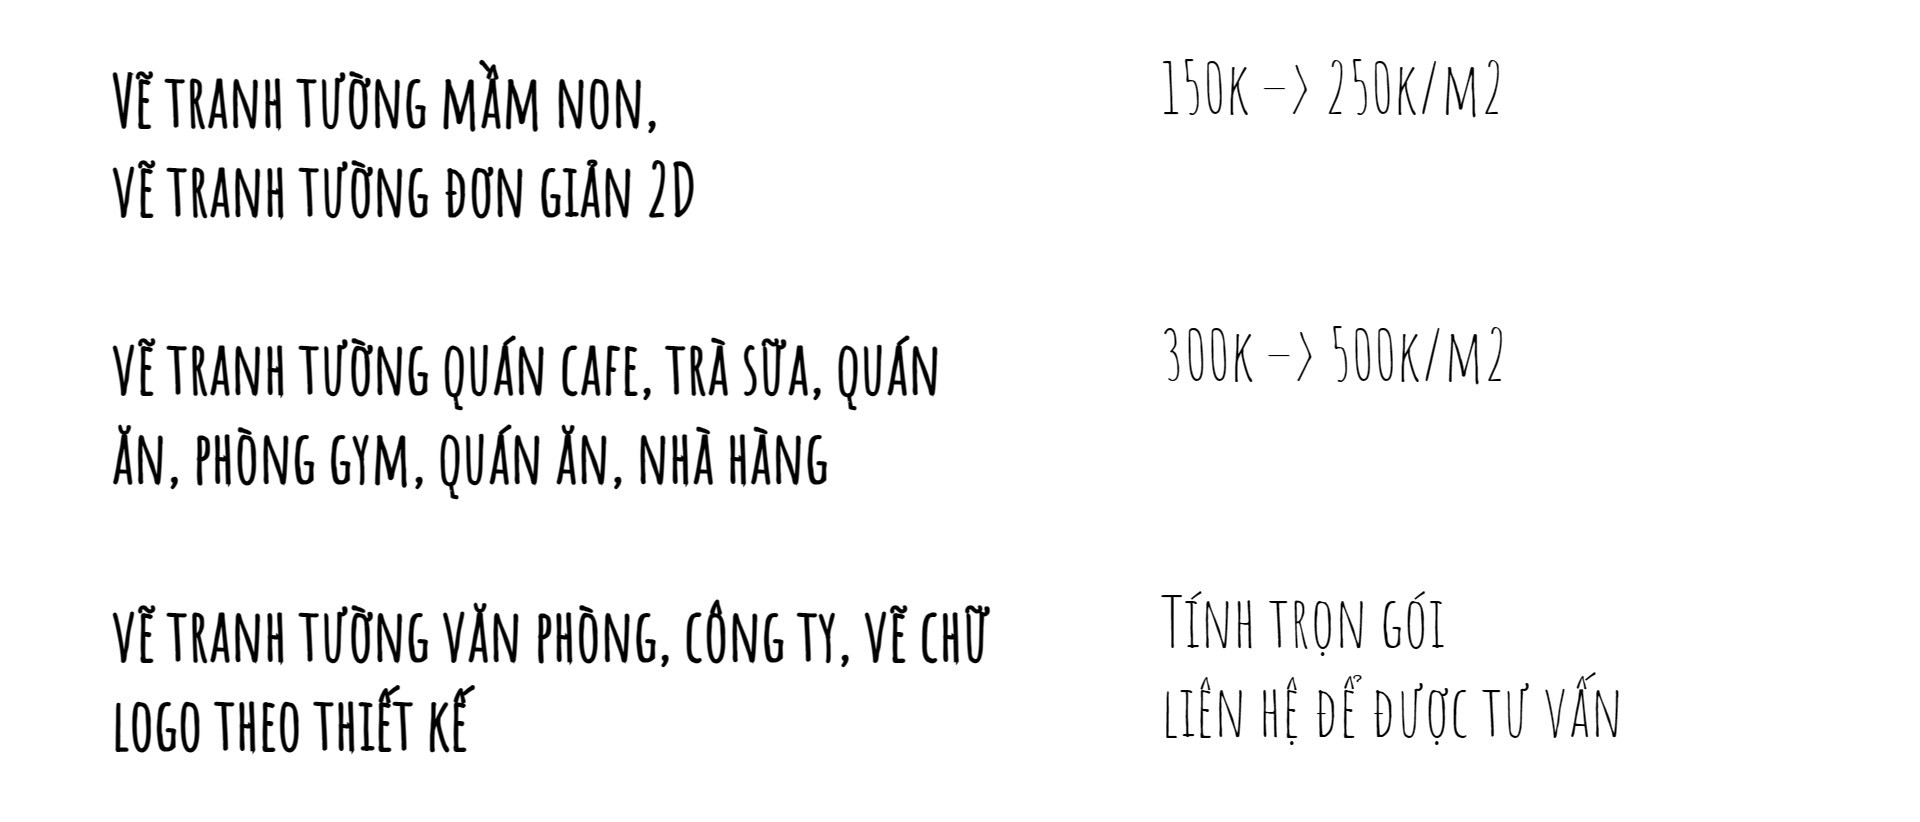 VẼ TRANH TƯỜNG MẦM NON,
VẼ TRANH TƯỜNG ĐƠN GIẢN 2D
150K –> 250K/M2
VẼ TRANH TƯỜNG QUÁN CAFE, TRÀ SỮA, QUÁN
ĂN, PHÒNG GYM, QUÁN ĂN, NHÀ HÀNG
300K –> 500K/M2
VẼ TRANH TƯỜNG VĂN PHÒNG, CÔNG TY, VẼ CHỮ
LOGO THEO THIẾT KẾ
TÍNH TRỌN GÓI
LIÊN HỆ ĐỂ ĐƯỢC TƯ VẤN